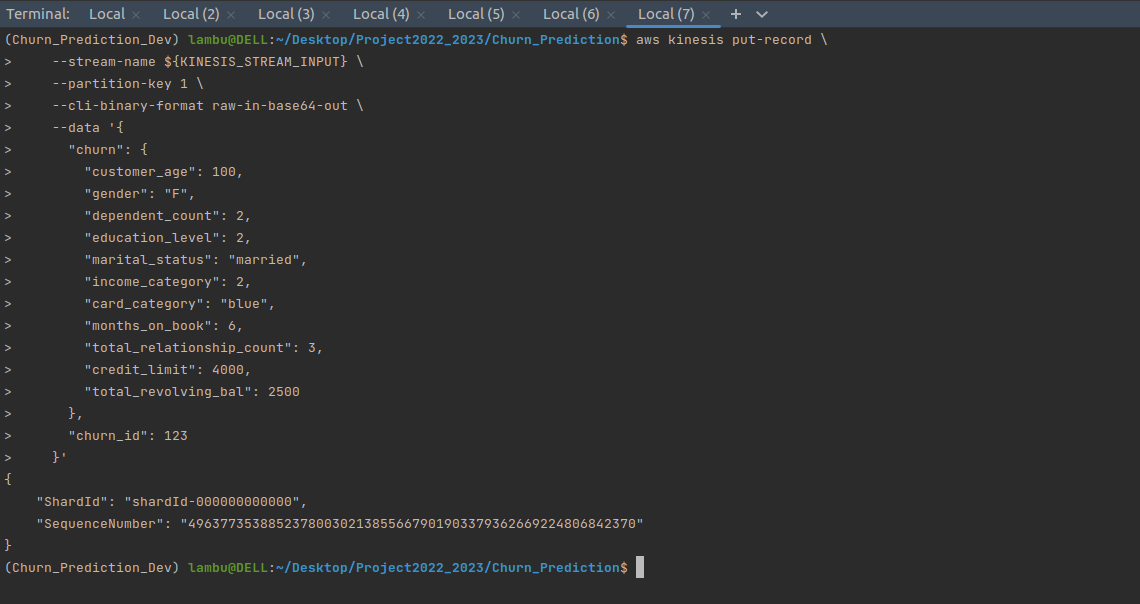 Terminal: Local × Local (2) × Local (3) × Local (4) × Local (5) × Local (6) × Local (7) × +
(Churn_Prediction_Dev) lambu@DELL:~/Desktop/Project2022_2023/Churn_Prediction$ aws kinesis put-record \
>     --stream-name ${KINESIS_STREAM_INPUT} \
>     --partition-key 1 \
>     --cli-binary-format raw-in-base64-out \
>     --data '{
>       "churn": {
>         "customer_age": 100,
>         "gender": "F",
>         "dependent_count": 2,
>         "education_level": 2,
>         "marital_status": "married",
>         "income_category": 2,
>         "card_category": "blue",
>         "months_on_book": 6,
>         "total_relationship_count": 3,
>         "credit_limit": 4000,
>         "total_revolving_bal": 2500
>       },
>       "churn_id": 123
>     }'
{
    "ShardId": "shardId-000000000000",
    "SequenceNumber": "49637735388523780030213855667901903379362669224806842370"
}
(Churn_Prediction_Dev) lambu@DELL:~/Desktop/Project2022_2023/Churn_Prediction$